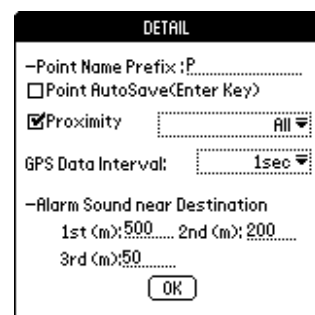 DETAIL
–Point Name Prefix :P
Point AutoSave(Enter Key)
Proximity All
GPS Data Interval: 1sec
–Alarm Sound near Destination
1st (m):500 2nd (m): 200
3rd (m):50
OK